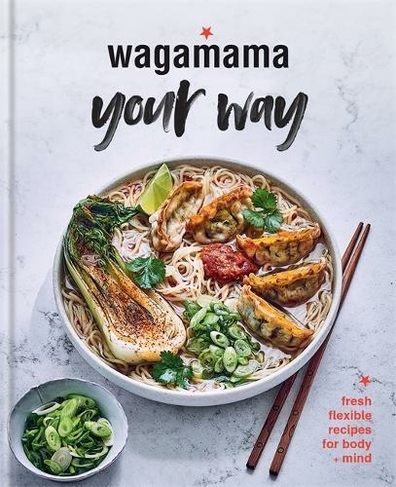 wagamama
your way
fresh
flexible
recipes
for body
+ mind